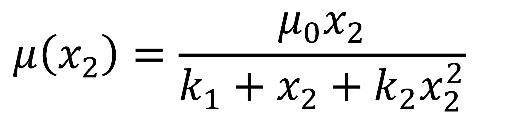 μ(x₂) = μ₀x₂ / (k₁ + x₂ + k₂x₂²)